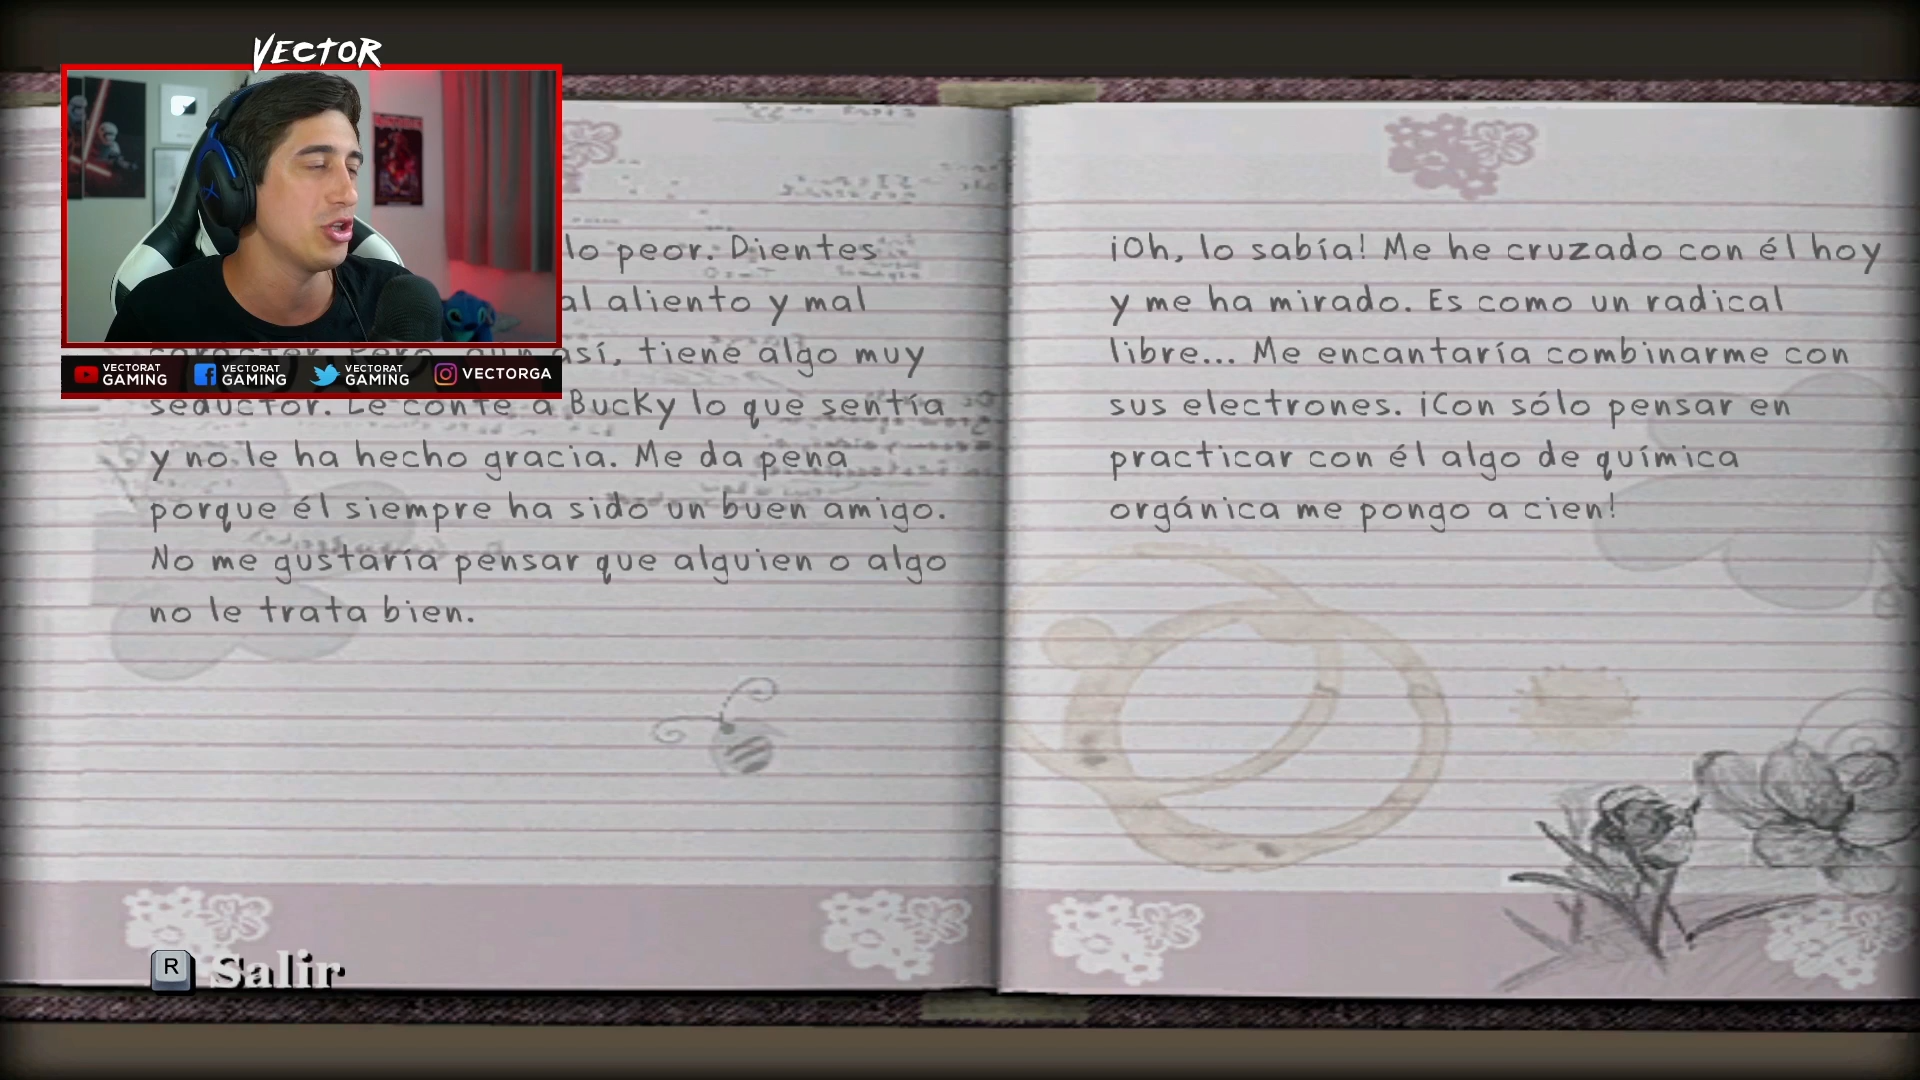 VECTOR
lo peor. Dientes
al aliento y mal
carácter. Pero, aun así, tiene algo muy
VECTORAT GAMING VECTORAT GAMING VECTORAT GAMING VECTORGA
seductor. Le conté a Bucky lo que sentía
y no le ha hecho gracia. Me da pena
porque él siempre ha sido un buen amigo.
No me gustaría pensar que alguien o algo
no le trata bien.
¡Oh, lo sabía! Me he cruzado con él hoy
y me ha mirado. Es como un radical
libre... Me encantaría combinarme con
sus electrones. ¡Con sólo pensar en
practicar con él algo de química
orgánica me pongo a cien!
R Salir